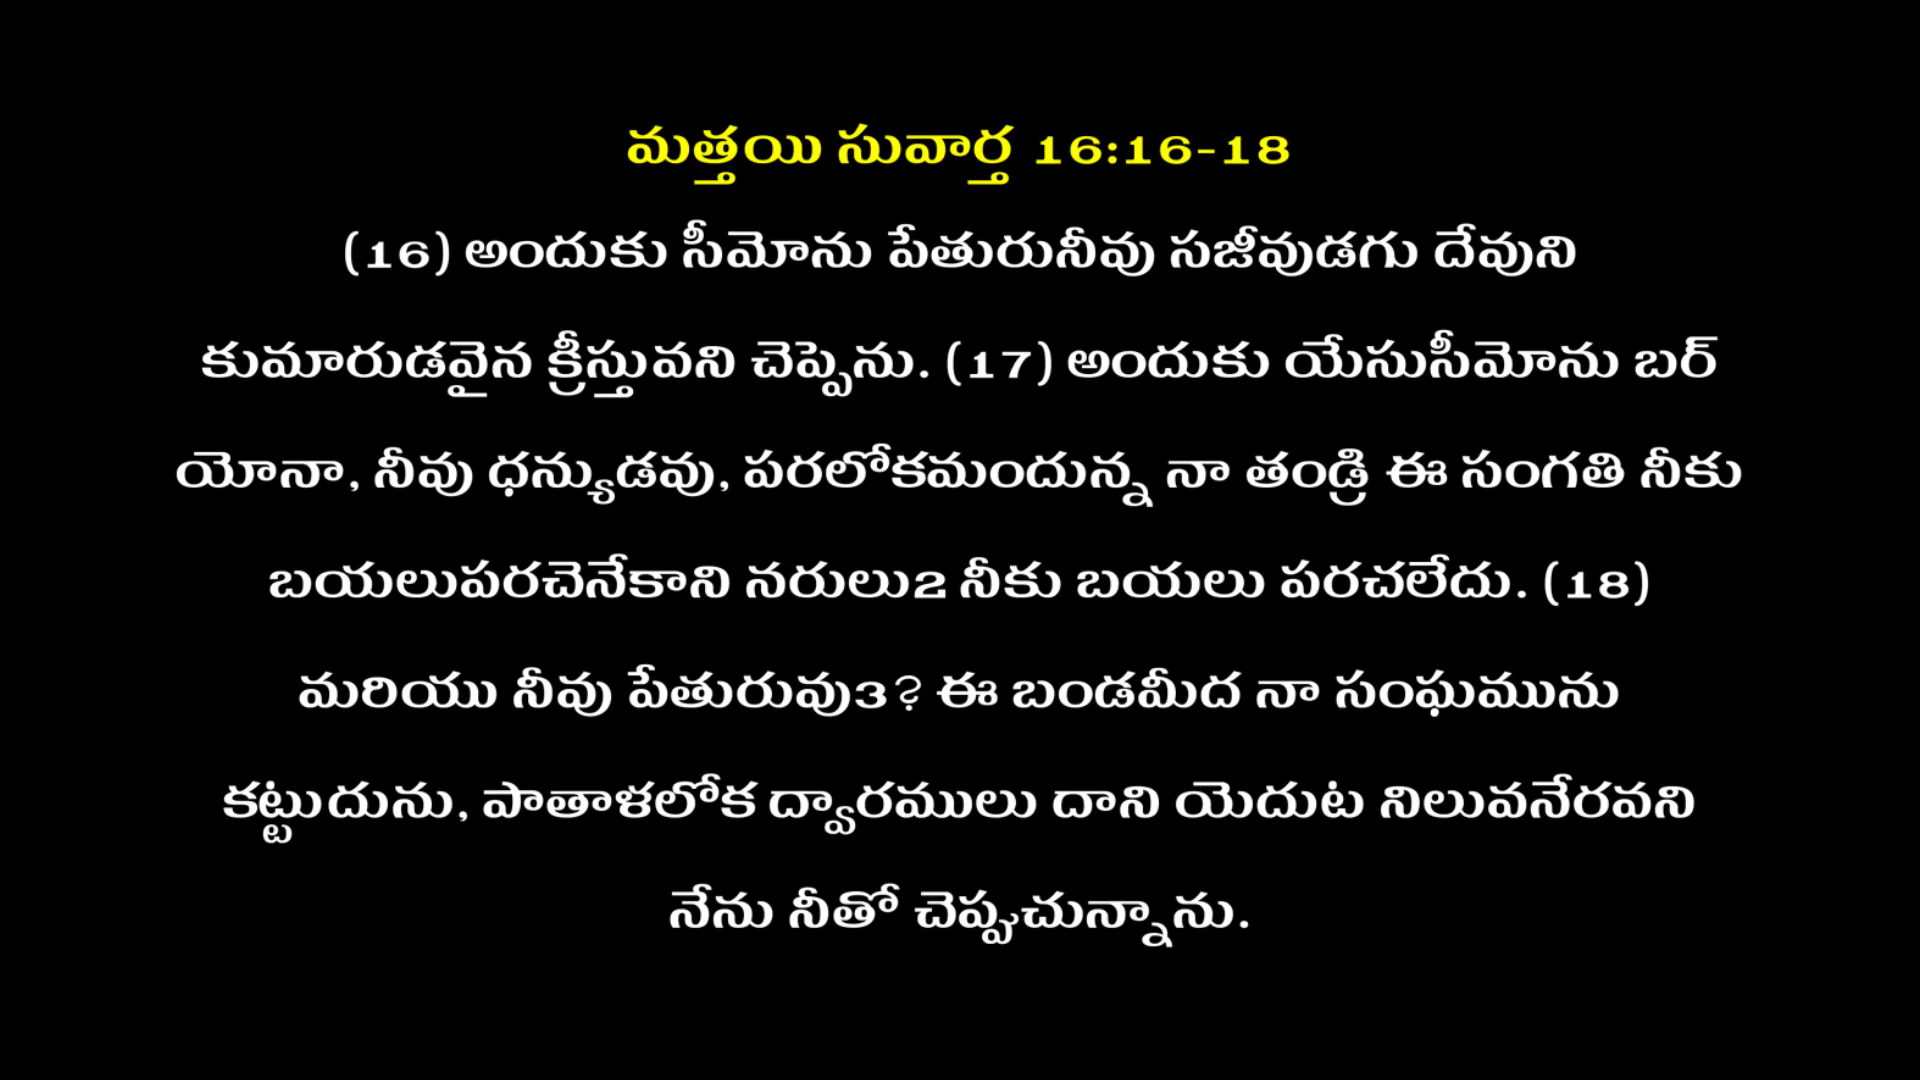 మత్తయి సువార్త 16:16-18
(16) అందుకు సీమోను పేతురునీవు సజీవుడగు దేవుని
కుమారుడవైన క్రీస్తువని చెప్పెను. (17) అందుకు యేసుసీమోను బర్
యోనా, నీవు ధన్యుడవు, పరలోకమందున్న నా తండ్రి ఈ సంగతి నీకు
బయలుపరచెనేకాని నరులు2 నీకు బయలు పరచలేదు. (18)
మరియు నీవు పేతురువు3? ఈ బండమీద నా సంఘమును
కట్టుదును, పాతాళలోక ద్వారములు దాని యెదుట నిలువనేరవని
నేను నీతో చెప్పుచున్నాను.